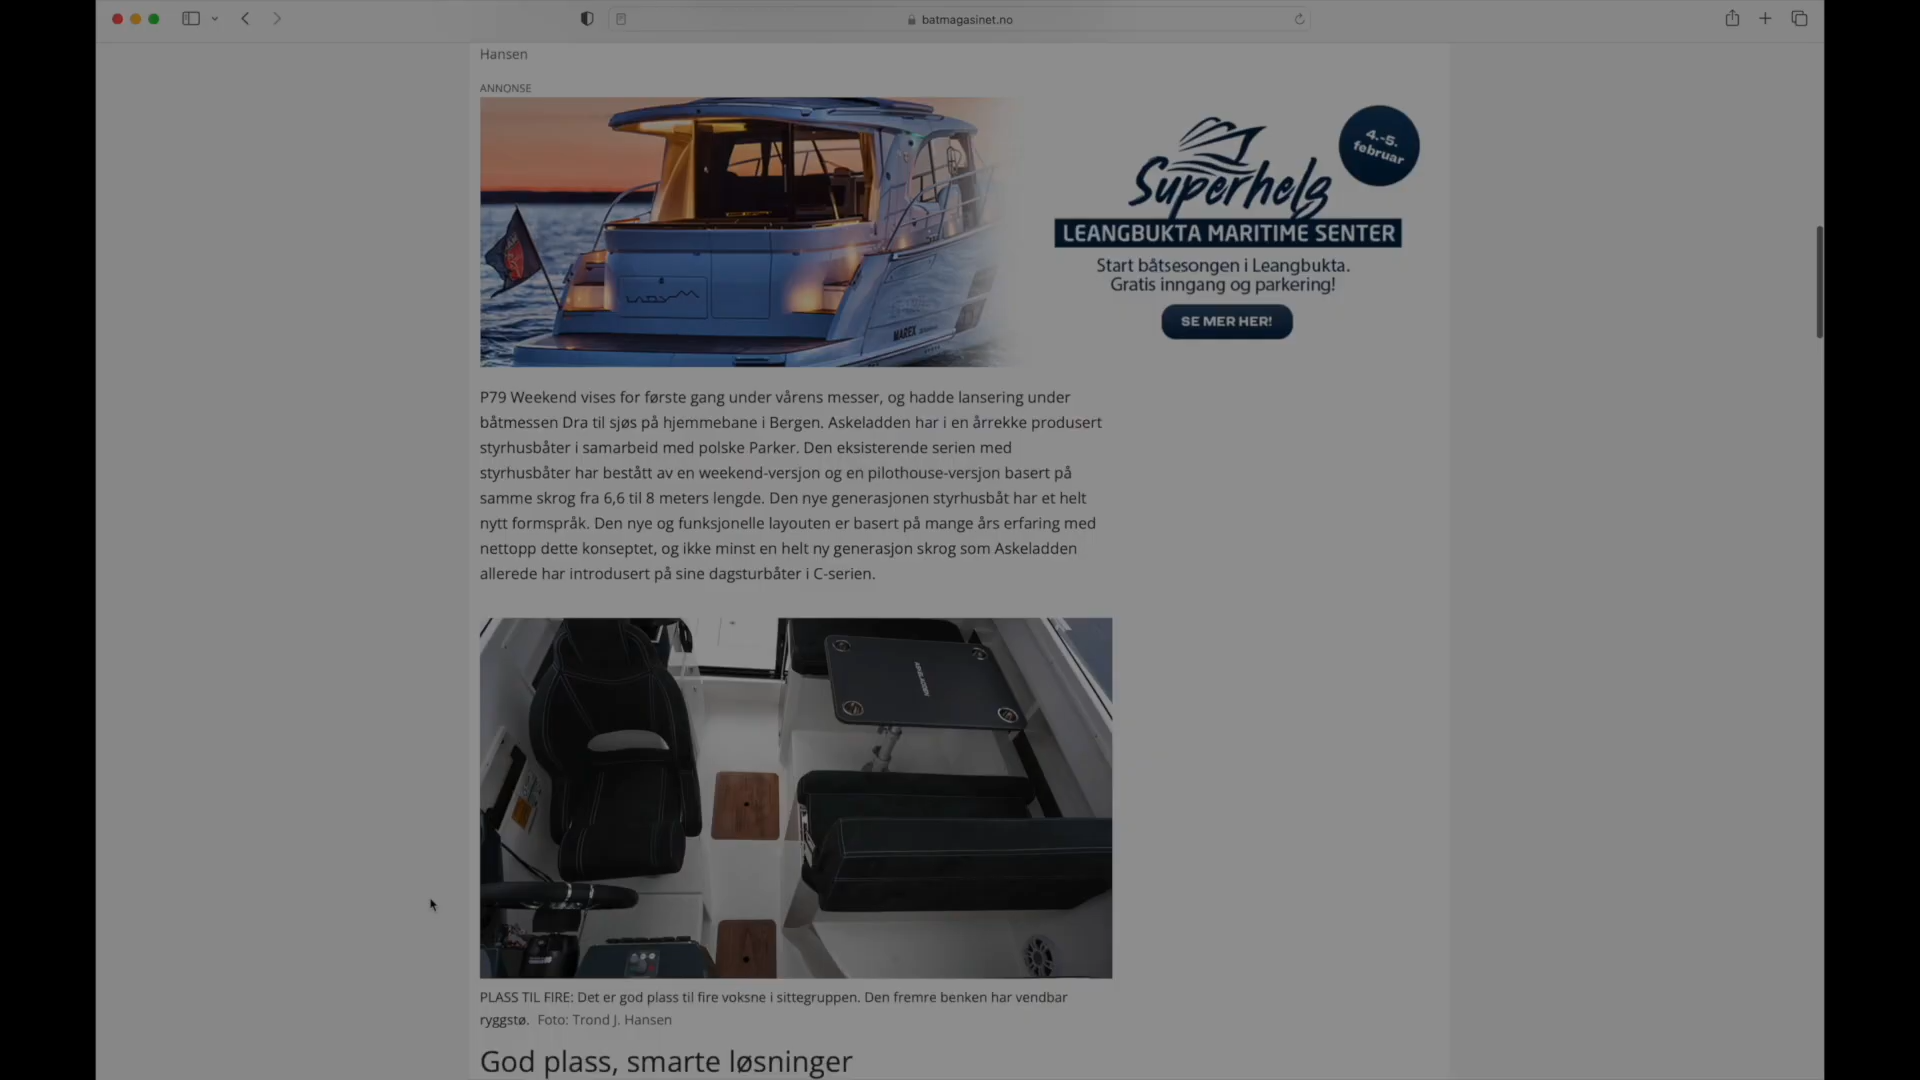 batmagasinet.no
Hansen
ANNONSE
4.-5.
februar
Superhelg
LEANGBUKTA MARITIME SENTER
Start båtsesongen i Leangbukta.
Gratis inngang og parkering!
SE MER HER!
LADY M
MAREX
P79 Weekend vises for første gang under vårens messer, og hadde lansering under
båtmessen Dra til sjøs på hjemmebane i Bergen. Askeladden har i en årrekke produsert
styrhusbåter i samarbeid med polske Parker. Den eksisterende serien med
styrhusbåter har bestått av en weekend-versjon og en pilothouse-versjon basert på
samme skrog fra 6,6 til 8 meters lengde. Den nye generasjonen styrhusbåt har et helt
nytt formspråk. Den nye og funksjonelle layouten er basert på mange års erfaring med
nettopp dette konseptet, og ikke minst en helt ny generasjon skrog som Askeladden
allerede har introdusert på sine dagsturbåter i C-serien.
ASKELADDEN
PLASS TIL FIRE: Det er god plass til fire voksne i sittegruppen. Den fremre benken har vendbar
ryggstø. Foto: Trond J. Hansen
God plass, smarte løsninger